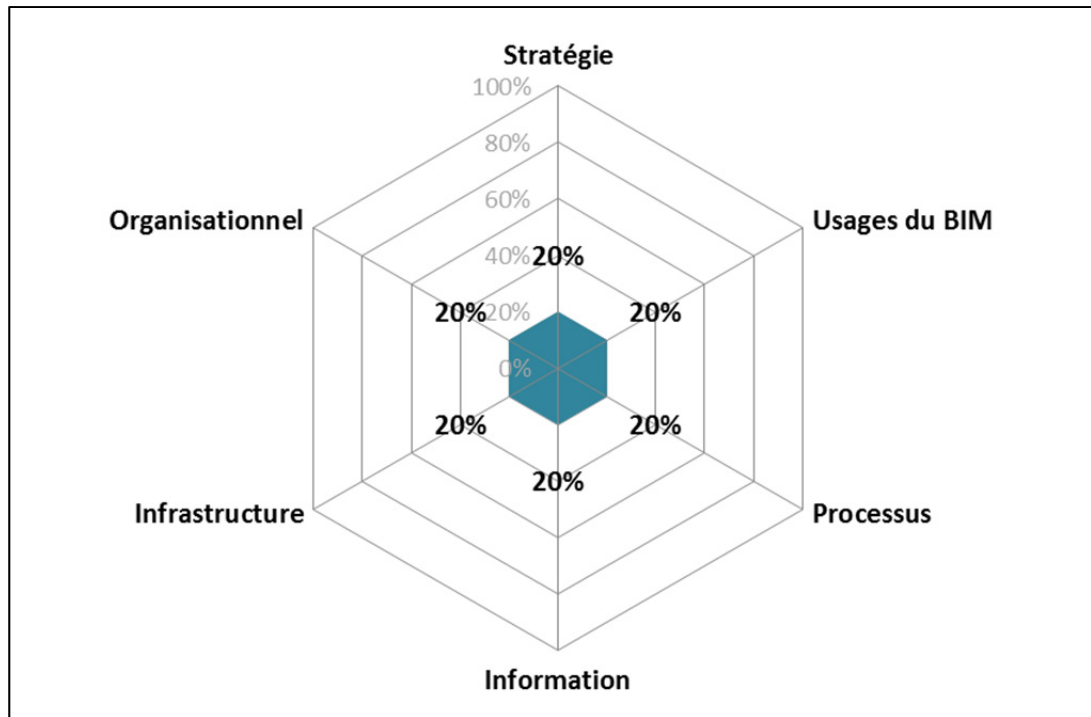 Stratégie
100%
80%
Organisationnel
Usages du BIM
60%
40%
20%
20%
20%
20%
0%
20%
20%
20%
Infrastructure
Processus
Information